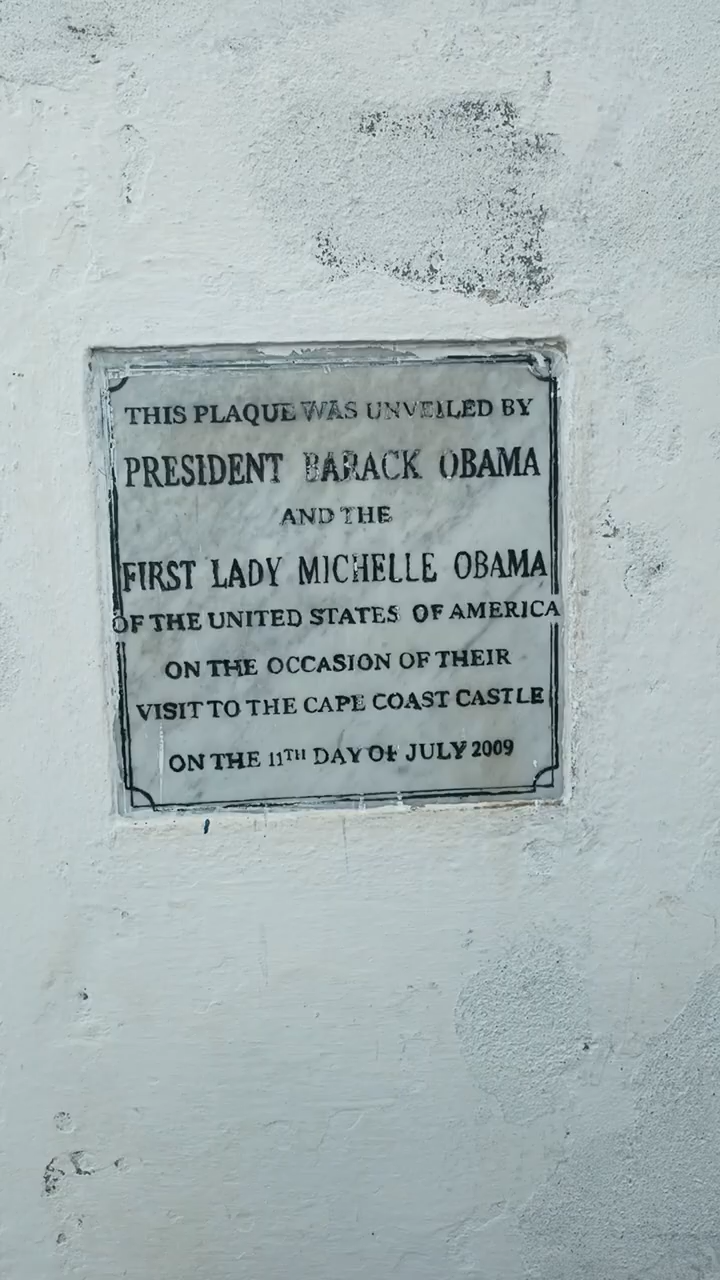 THIS PLAQUE WAS UNVEILED BY
PRESIDENT BARACK OBAMA
AND THE
FIRST LADY MICHELLE OBAMA
OF THE UNITED STATES OF AMERICA
ON THE OCCASION OF THEIR
VISIT TO THE CAPE COAST CASTLE
ON THE 11TH DAY OF JULY 2009